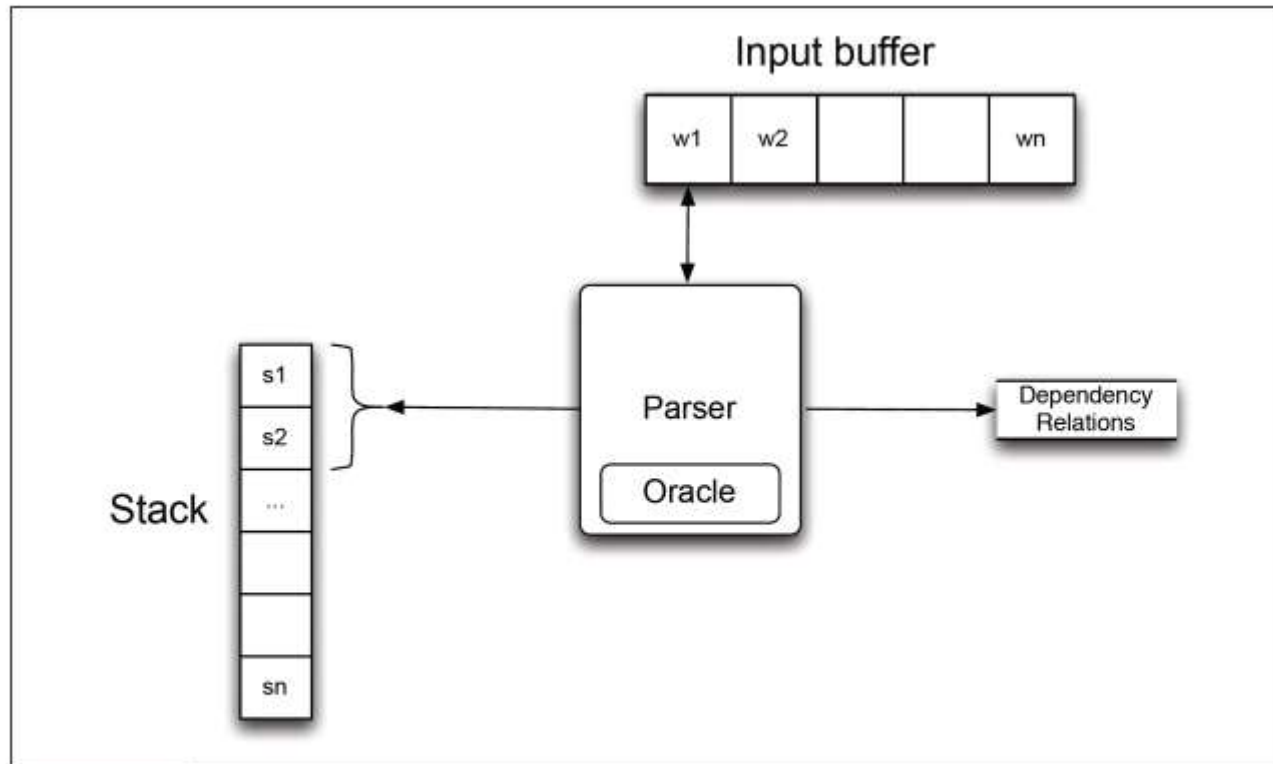 Input buffer
w1 w2 wn
s1
s2
...
sn
Stack
Parser
Oracle
Dependency
Relations